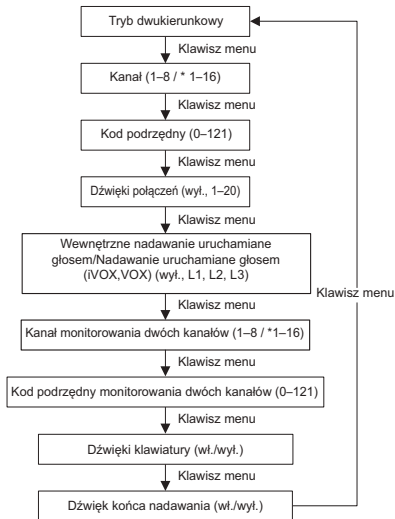 Tryb dwukierunkowy
Klawisz menu
Kanał (1–8 / * 1–16)
Klawisz menu
Kod podrzędny (0–121)
Klawisz menu
Dźwięki połączeń (wył., 1–20)
Klawisz menu
Wewnętrzne nadawanie uruchamiane
głosem/Nadawanie uruchamiane głosem
(iVOX,VOX) (wył., L1, L2, L3)
Klawisz menu
Klawisz menu
Kanał monitorowania dwóch kanałów (1–8 / *1–16)
Klawisz menu
Kod podrzędny monitorowania dwóch kanałów (0–121)
Klawisz menu
Dźwięki klawiatury (wł./wył.)
Klawisz menu
Dźwięk końca nadawania (wł./wył.)